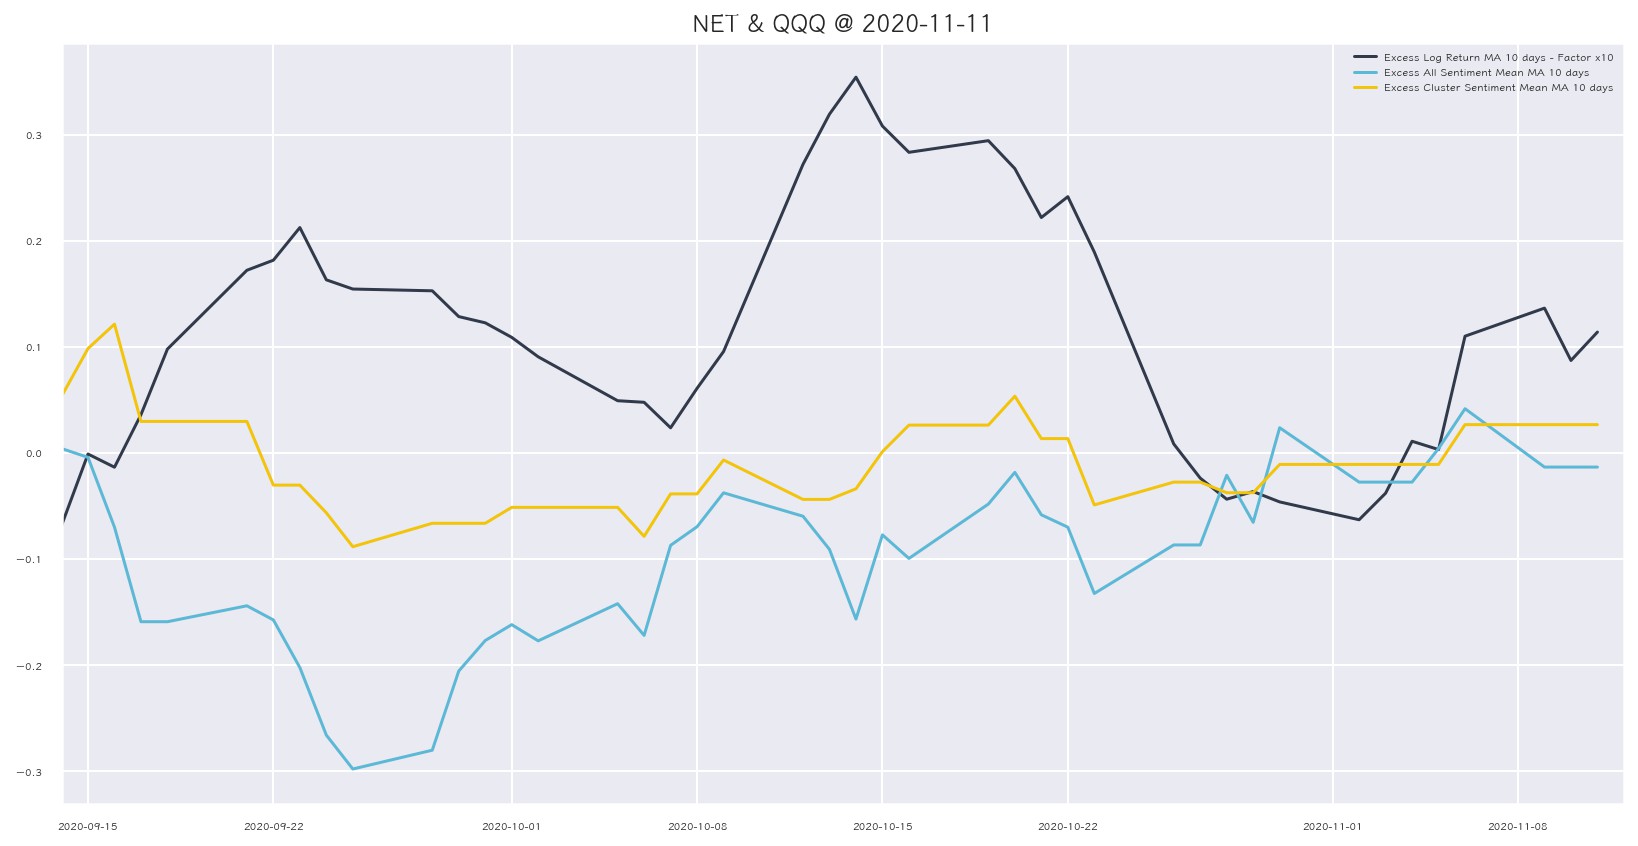 NET & QQQ @ 2020-11-11
Excess Log Return MA 10 days - Factor x10
Excess All Sentiment Mean MA 10 days
Excess Cluster Sentiment Mean MA 10 days
0.3
0.2
0.1
0.0
−0.1
−0.2
−0.3
2020-09-15 2020-09-22 2020-10-01 2020-10-08 2020-10-15 2020-10-22 2020-11-01 2020-11-08